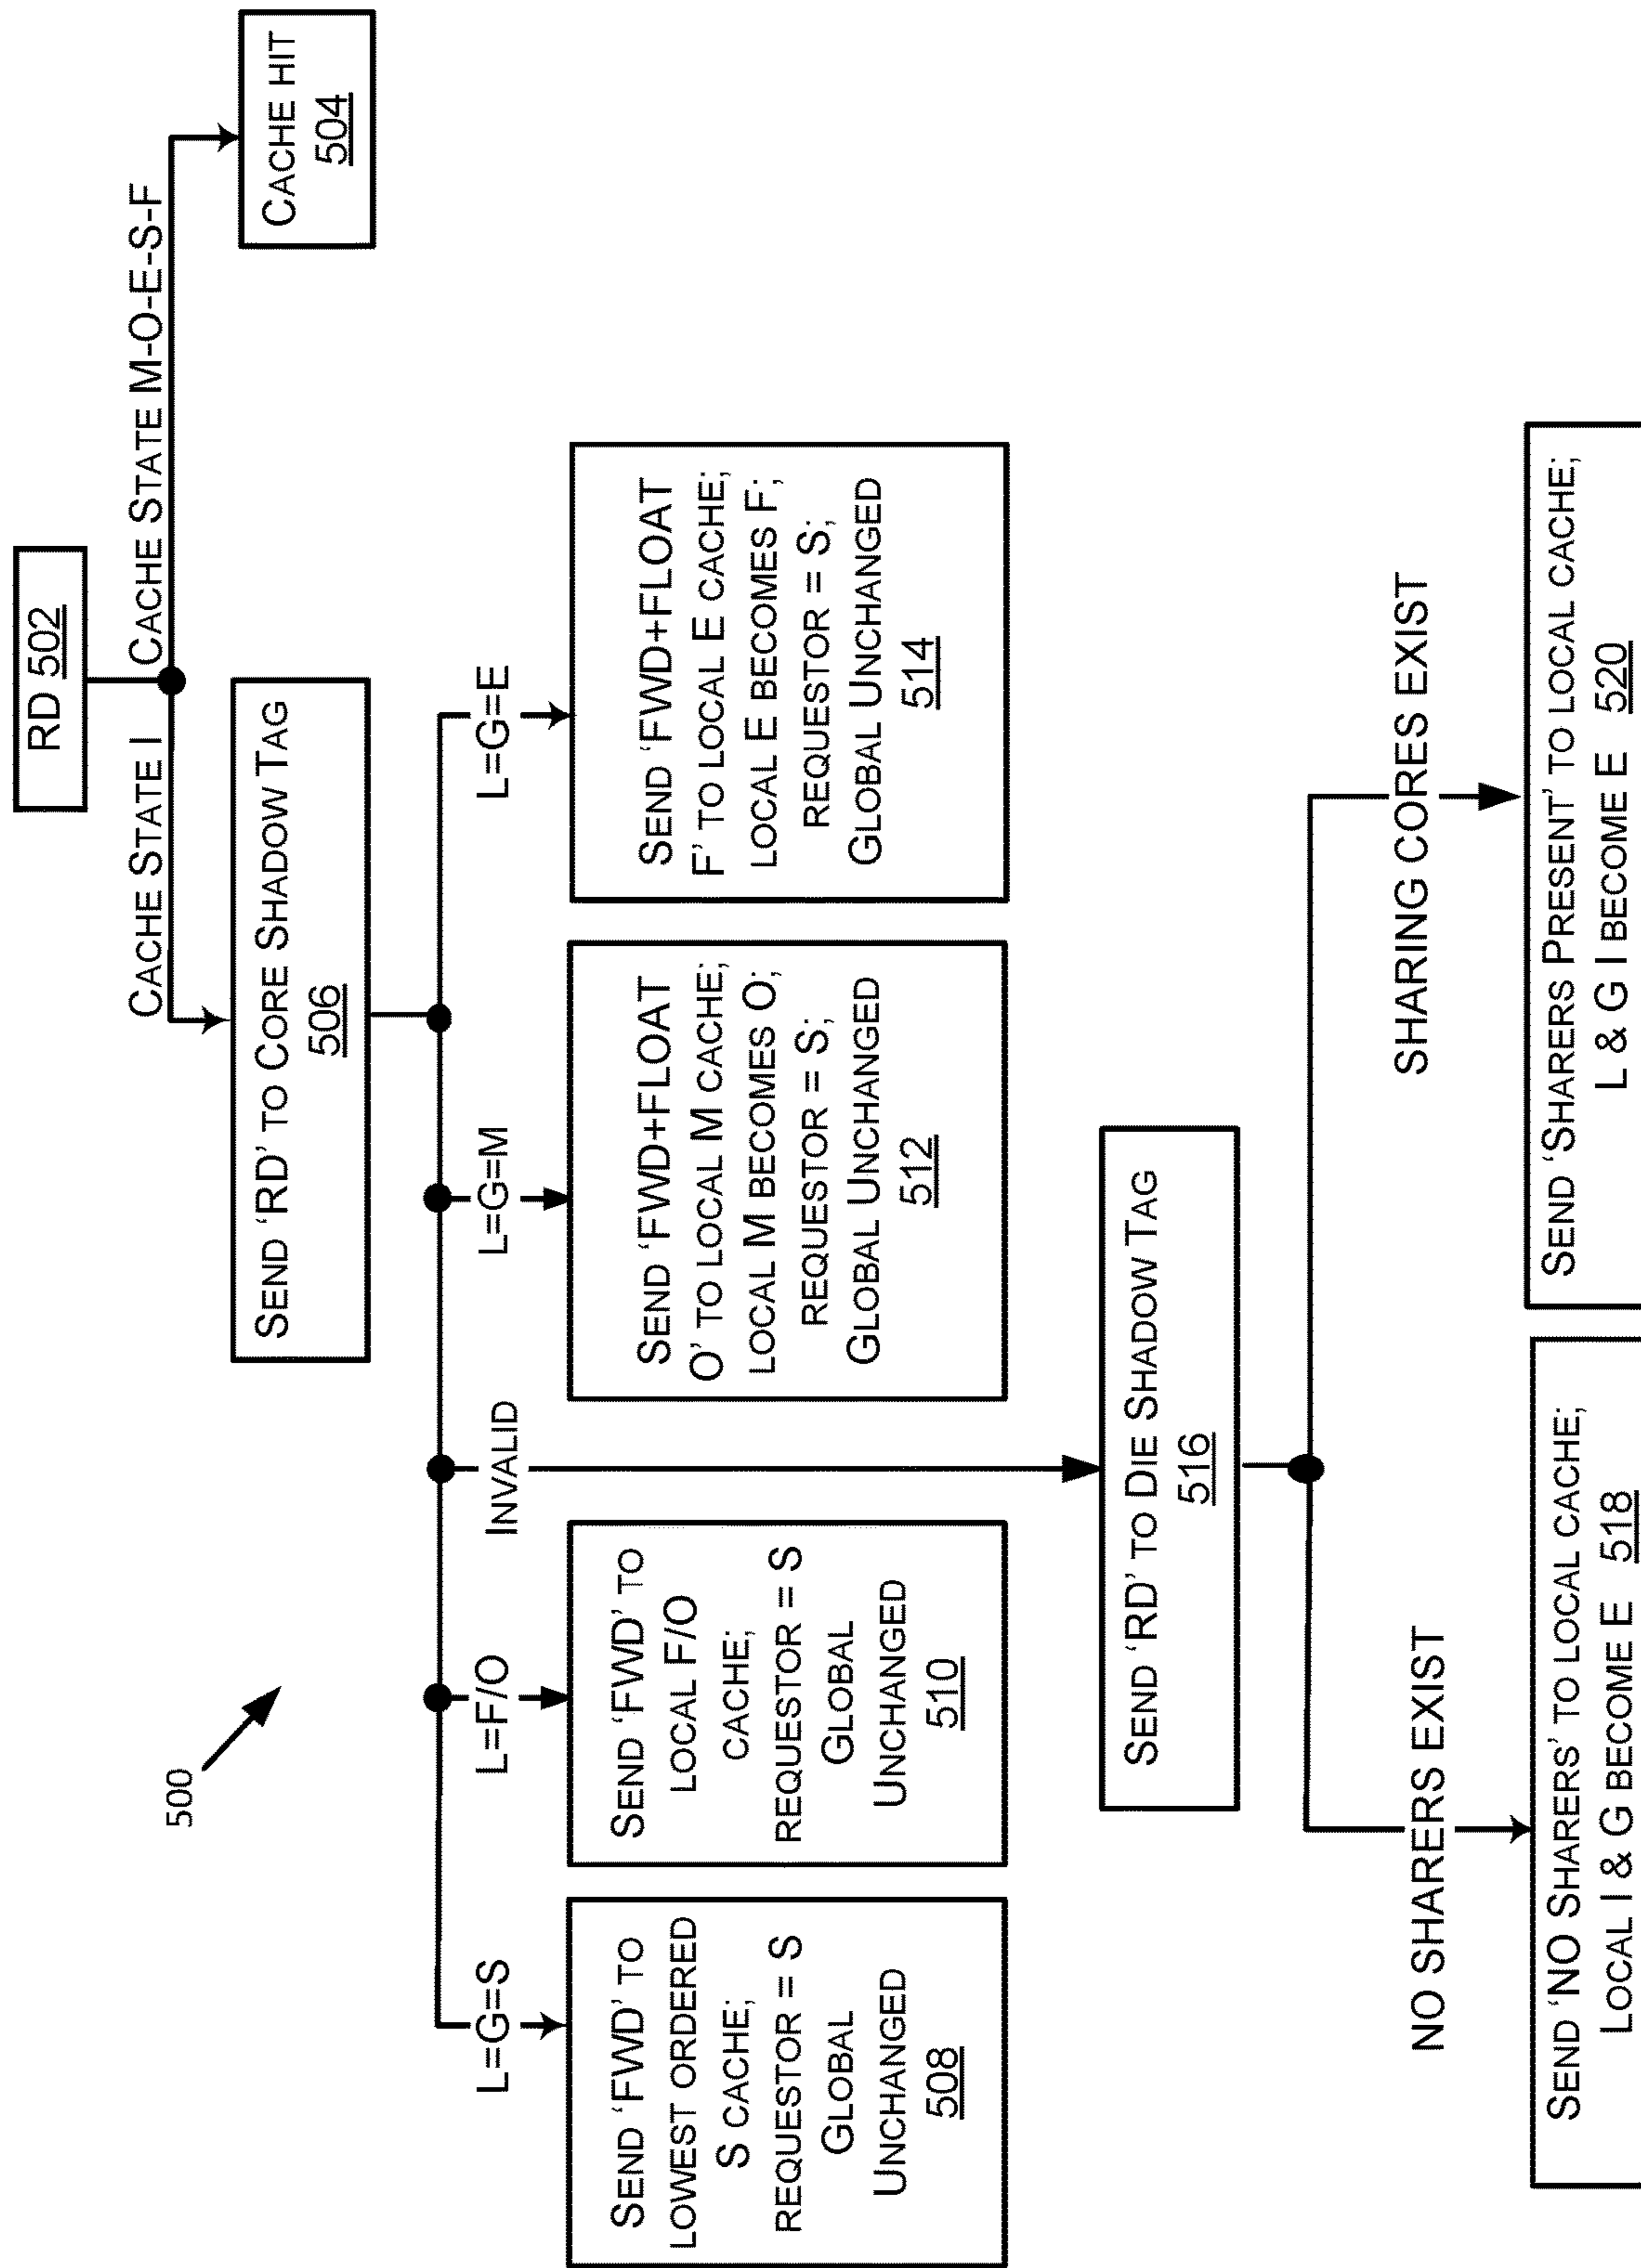 500
RD 502
CACHE STATE I
CACHE STATE M-O-E-S-F
CACHE HIT
504
SEND 'RD' TO CORE SHADOW TAG
506
L=G=S
L=F/O
INVALID
L=G=M
L=G=E
SEND 'FWD' TO
LOWEST ORDERED
S CACHE;
REQUESTOR = S
GLOBAL
UNCHANGED
508
SEND 'FWD' TO
LOCAL F/O
CACHE;
REQUESTOR = S
GLOBAL
UNCHANGED
510
SEND 'FWD+FLOAT
O' TO LOCAL M CACHE;
LOCAL M BECOMES O;
REQUESTOR = S;
GLOBAL UNCHANGED
512
SEND 'FWD+FLOAT
F' TO LOCAL E CACHE;
LOCAL E BECOMES F;
REQUESTOR = S;
GLOBAL UNCHANGED
514
SEND 'RD' TO DIE SHADOW TAG
516
NO SHARERS EXIST
SHARING CORES EXIST
SEND 'NO SHARERS' TO LOCAL CACHE;
LOCAL I & G BECOME E 518
SEND 'SHARERS PRESENT' TO LOCAL CACHE;
L & G I BECOME E 520